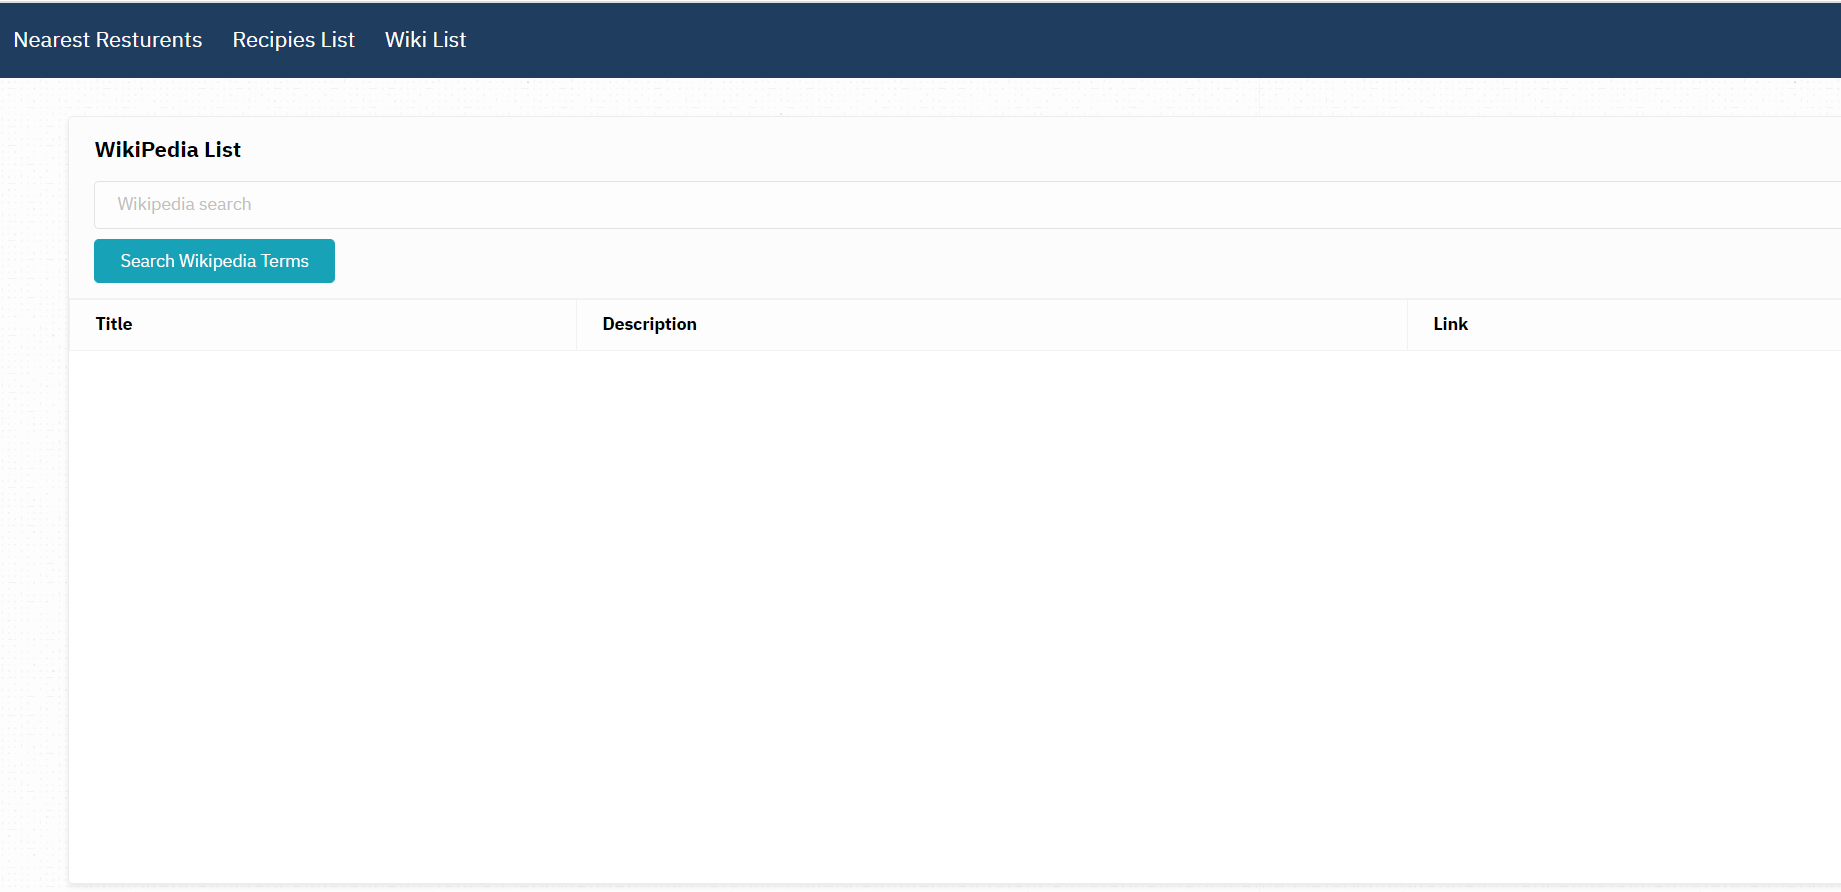 Nearest Resturents Recipies List Wiki List
WikiPedia List
Wikipedia search
Search Wikipedia Terms
Title Description Link